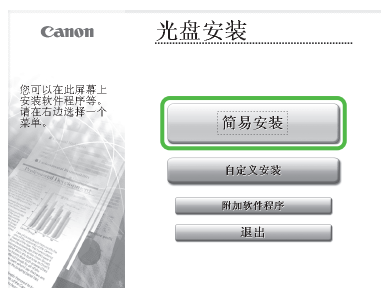 Canon
光盘安装
您可以在此屏幕上
安装软件程序等。
请在右边选择一个
菜单。
简易安装
自定义安装
附加软件程序
退出